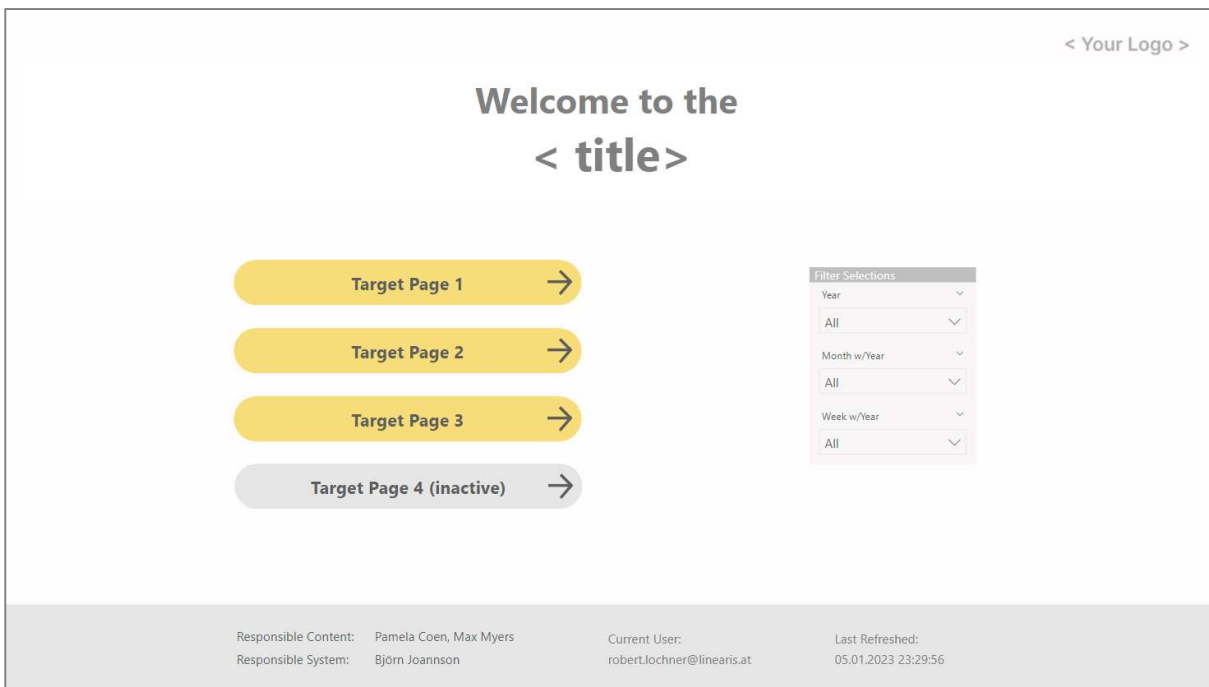 < Your Logo >
Welcome to the
< title>
Target Page 1
Target Page 2
Target Page 3
Target Page 4 (inactive)
Filter Selections
Year
All
Month w/Year
All
Week w/Year
All
Responsible Content: Pamela Coen, Max Myers
Responsible System: Björn Joannson
Current User:
robert.lochner@linearis.at
Last Refreshed:
05.01.2023 23:29:56